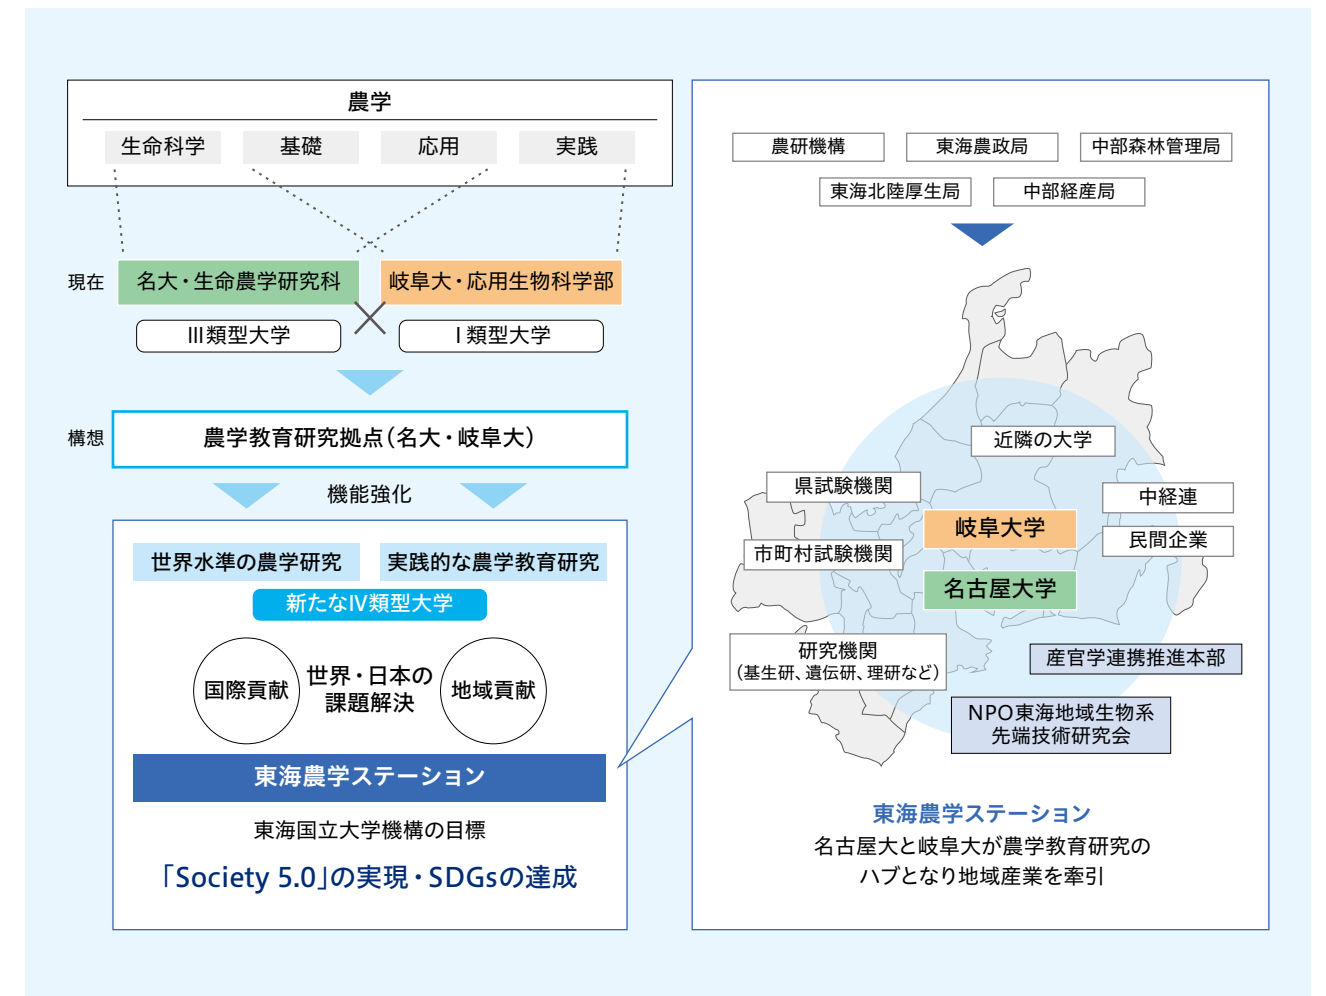 農学
生命科学
基礎
応用
実践
現在
名大・生命農学研究科
岐阜大・応用生物科学部
III類型大学
I 類型大学
構想
農学教育研究拠点(名大・岐阜大)
機能強化
世界水準の農学研究
実践的な農学教育研究
新たなIV類型大学
国際貢献
世界・日本の
課題解決
地域貢献
東海農学ステーション
東海国立大学機構の目標
「Society 5.0」の実現・SDGsの達成
農研機構
東海農政局
中部森林管理局
東海北陸厚生局
中部経産局
近隣の大学
県試験機関
中経連
岐阜大学
民間企業
市町村試験機関
名古屋大学
研究機関
(基生研、遺伝研、理研など)
産官学連携推進本部
NPO東海地域生物系
先端技術研究会
東海農学ステーション
名古屋大と岐阜大が農学教育研究の
ハブとなり地域産業を牽引